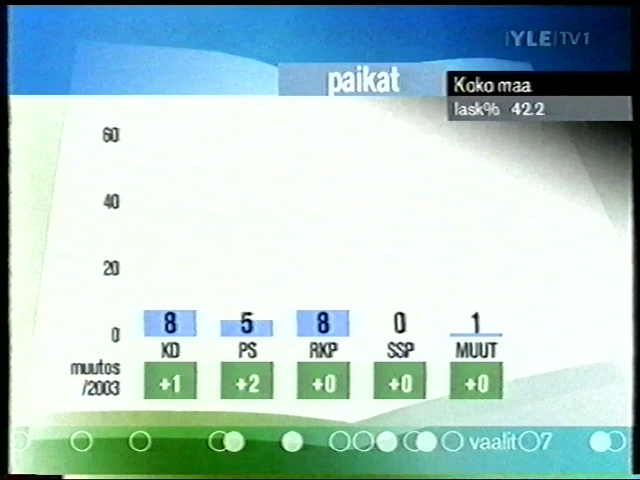 YLE TV1
paikat
Koko maa
lask% 42.2
60
40
20
0
8 5 8 0 1
KD PS RKP SSP MUUT
muutos
/2003
+1 +2 +0 +0 +0
vaalit07